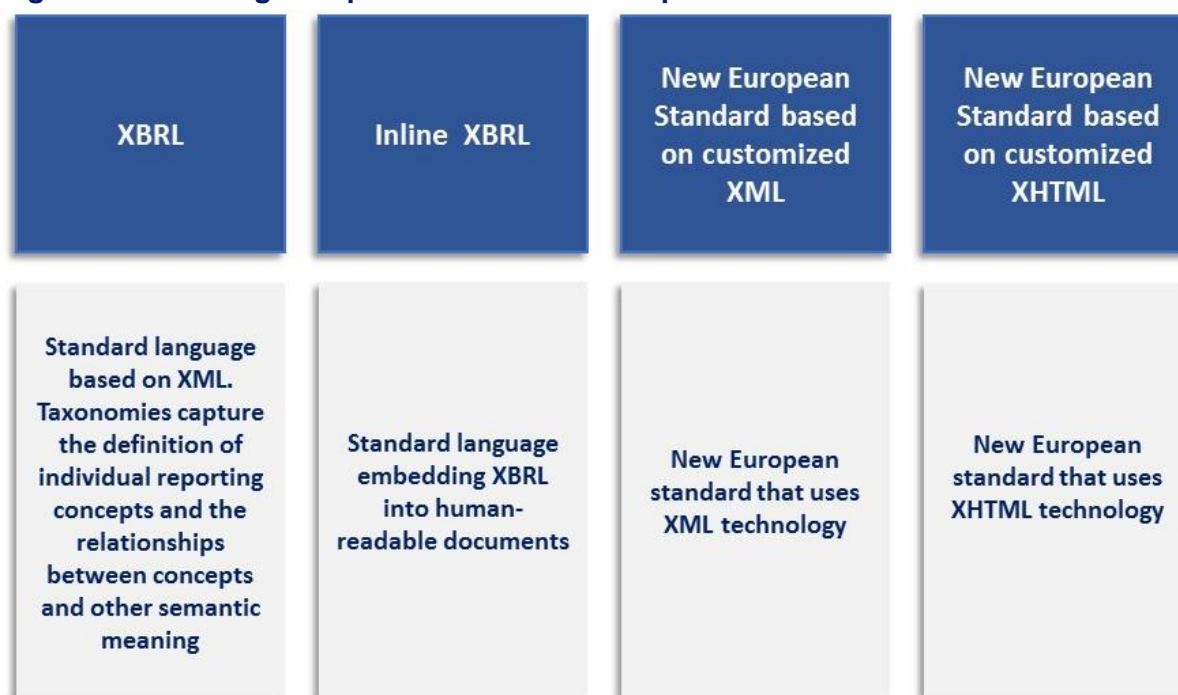 XBRL
Inline XBRL
New European
Standard based
on customized
XML
New European
Standard based
on customized
XHTML
Standard language
based on XML.
Taxonomies capture
the definition of
individual reporting
concepts and the
relationships
between concepts
and other semantic
meaning
Standard language
embedding XBRL
into human-
readable documents
New European
standard that uses
XML technology
New European
standard that uses
XHTML technology